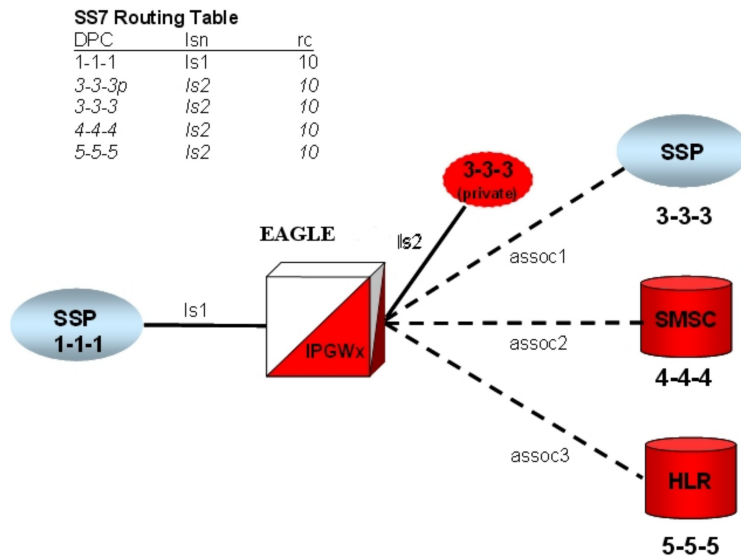 SS7 Routing Table
DPC lsn rc
1-1-1 ls1 10
3-3-3p ls2 10
3-3-3 ls2 10
4-4-4 ls2 10
5-5-5 ls2 10
3-3-3
(private)
SSP
3-3-3
EAGLE
ls2
assoc1
ls1
SSP
1-1-1
IPGWx
SMSC
assoc2
4-4-4
assoc3
HLR
5-5-5